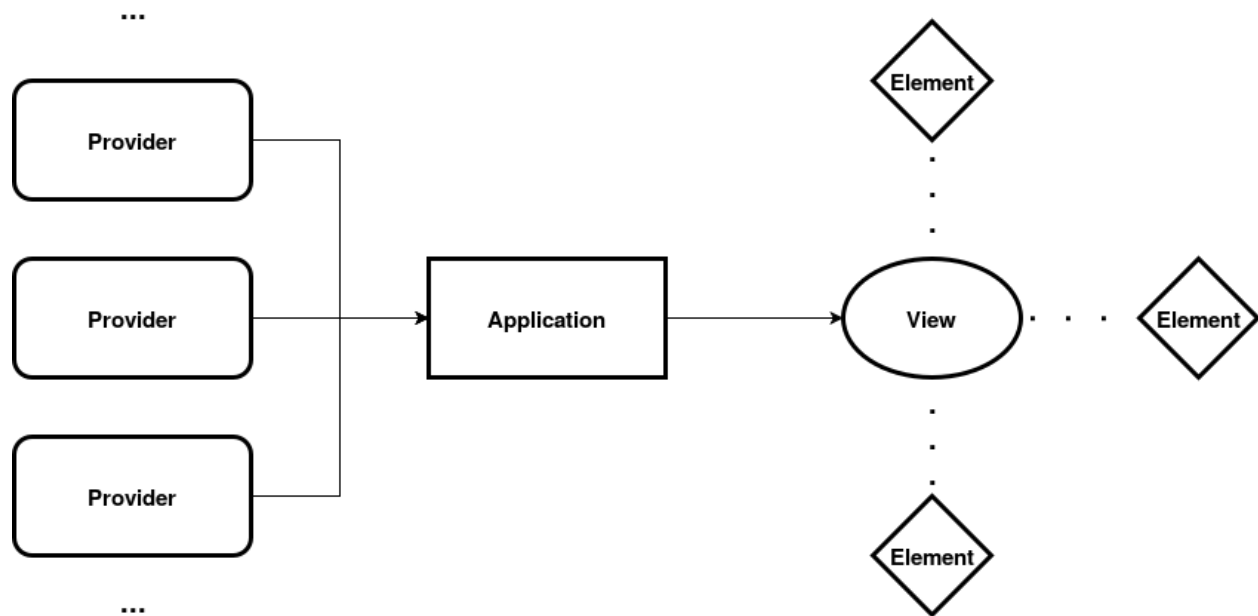 ...
Provider
Provider
Provider
...
Application
View
Element
Element
Element